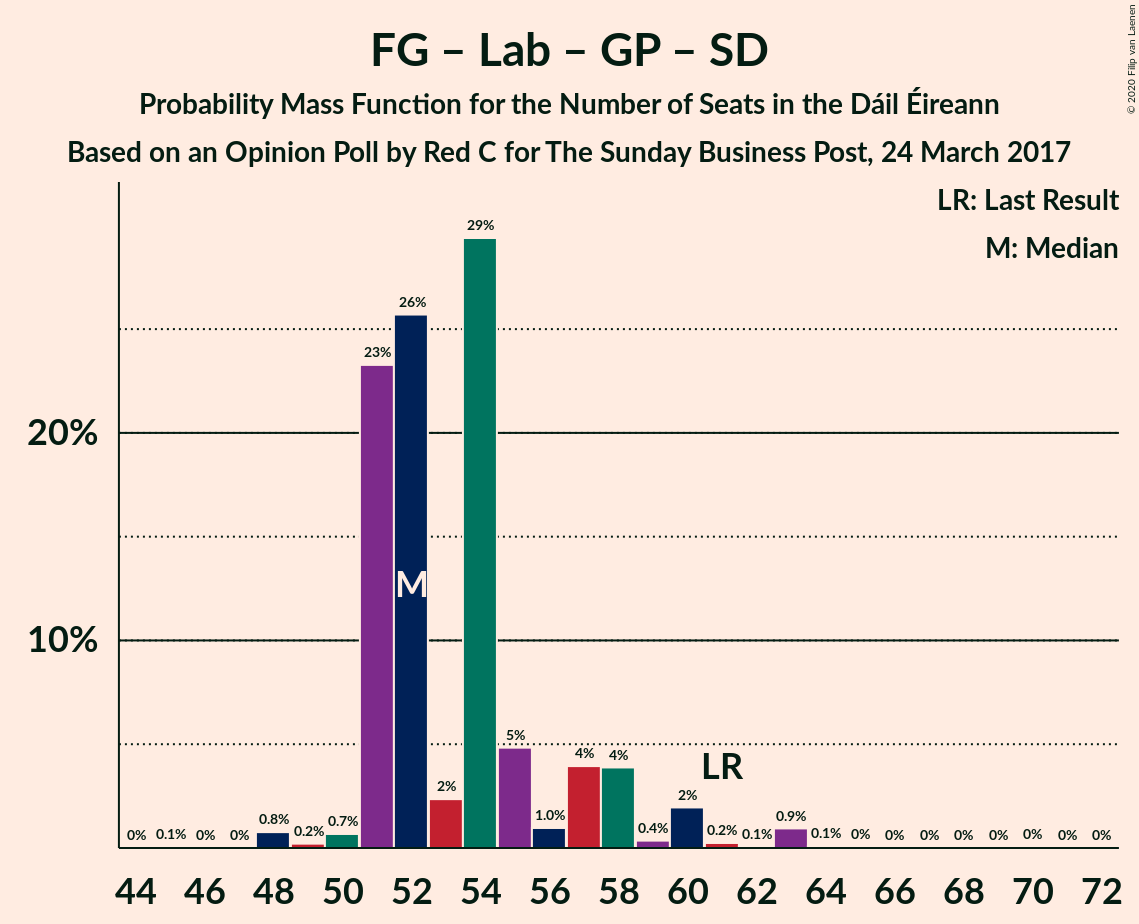 FG – Lab – GP – SD
Probability Mass Function for the Number of Seats in the Dáil Éireann
Based on an Opinion Poll by Red C for The Sunday Business Post, 24 March 2017
© 2020 Filip van Laenen
LR: Last Result
M: Median
20%
10%
0% 0.1% 0% 0% 0.8% 0.2% 0.7% 23% 26% 2% 29% 5% 1.0% 4% 4% 0.4% 2% 0.2% 0.1% 0.9% 0.1% 0% 0% 0% 0% 0% 0% 0% 0%
M
LR
44 46 48 50 52 54 56 58 60 62 64 66 68 70 72